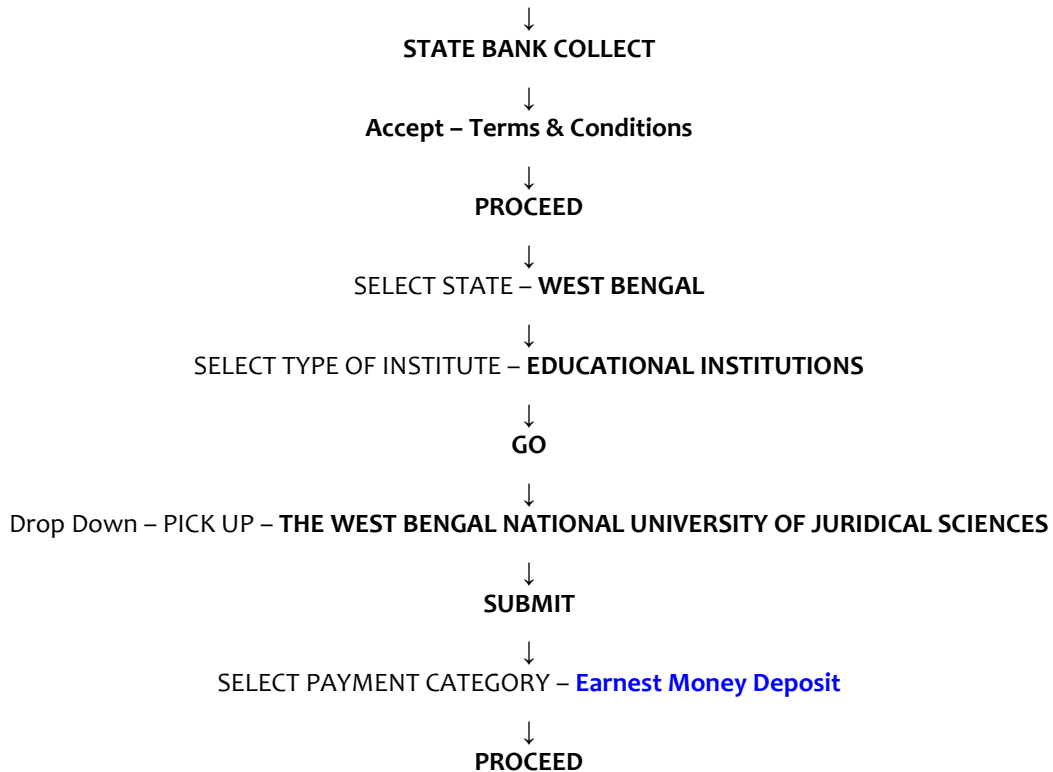 ↓
STATE BANK COLLECT
↓
Accept – Terms & Conditions
↓
PROCEED
↓
SELECT STATE – WEST BENGAL
↓
SELECT TYPE OF INSTITUTE – EDUCATIONAL INSTITUTIONS
↓
GO
↓
Drop Down – PICK UP – THE WEST BENGAL NATIONAL UNIVERSITY OF JURIDICAL SCIENCES
↓
SUBMIT
↓
SELECT PAYMENT CATEGORY – Earnest Money Deposit
↓
PROCEED